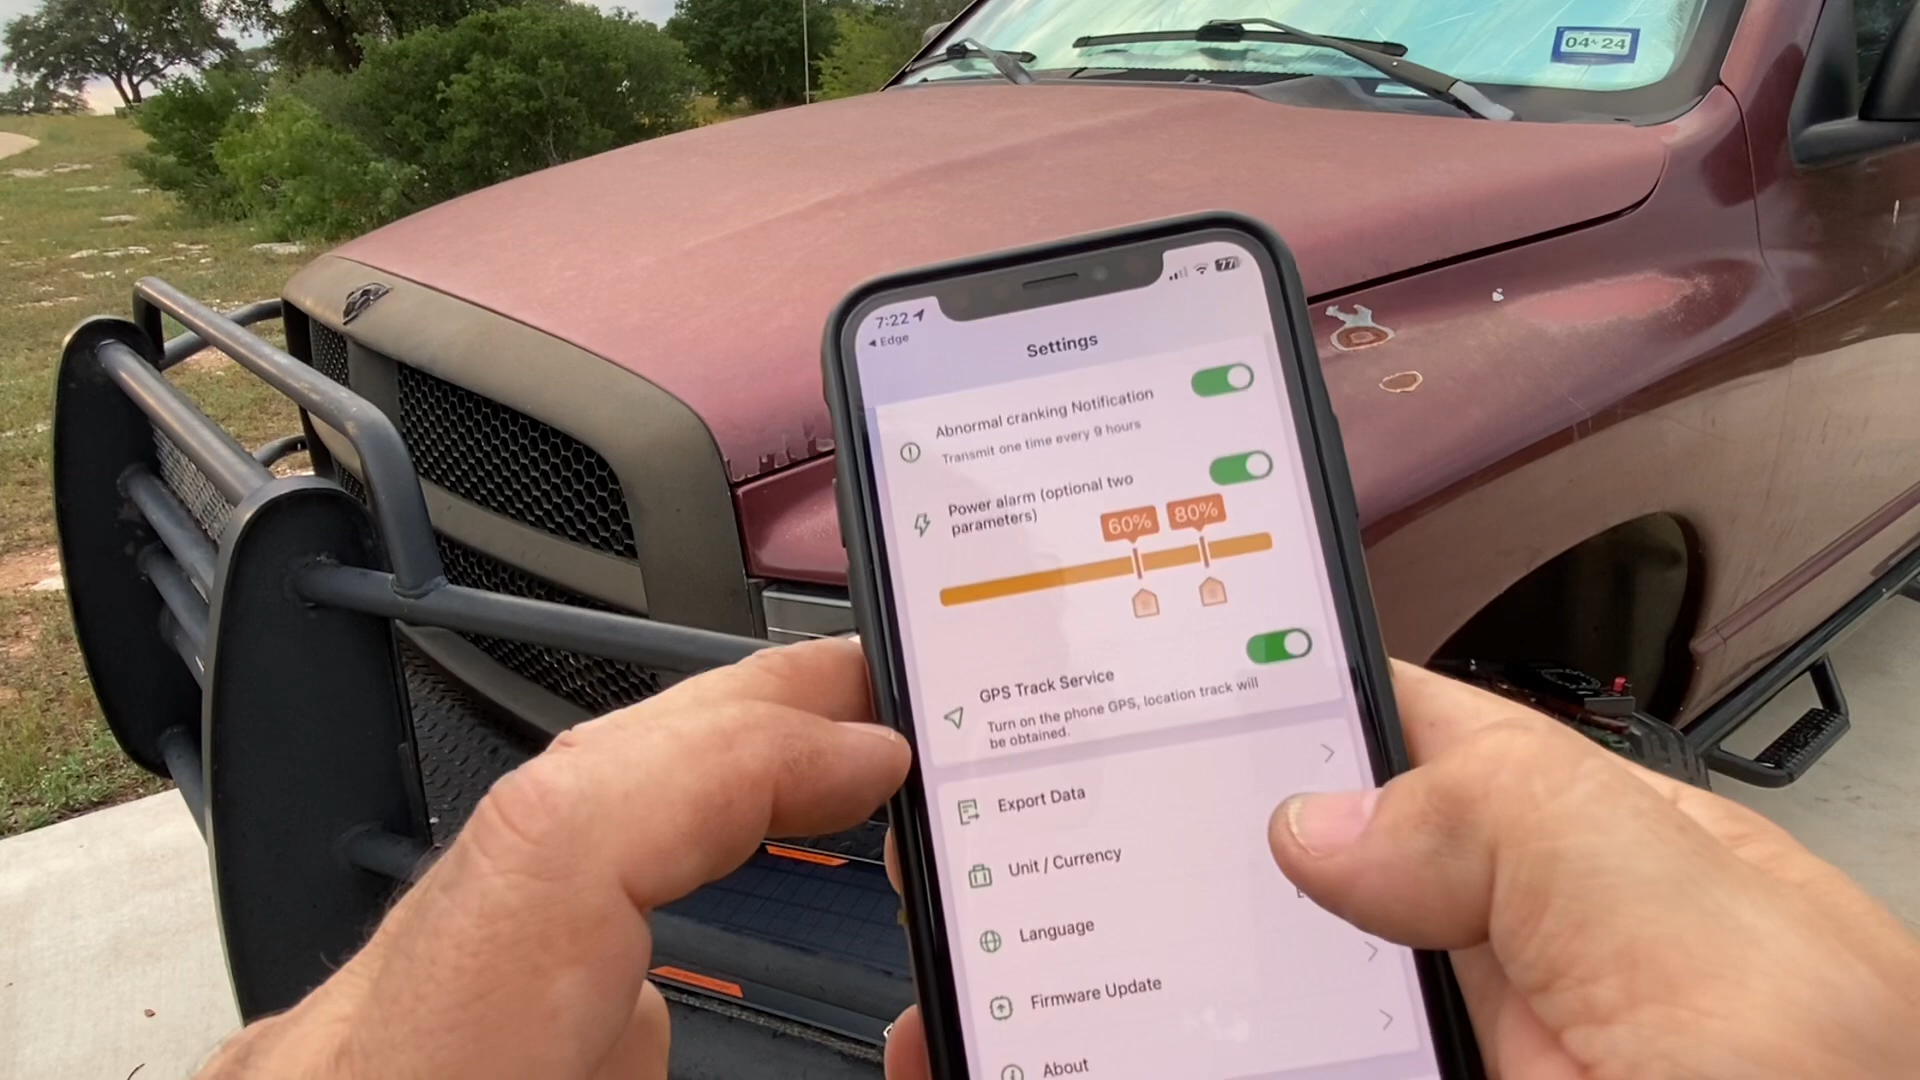 04 24
7:22
77
Edge
Settings
Abnormal cranking Notification
Transmit one time every 9 hours
Power alarm (optional two
parameters)
60%
80%
GPS Track Service
Turn on the phone GPS, location track will
be obtained.
Export Data
Unit / Currency
Language
Firmware Update
About